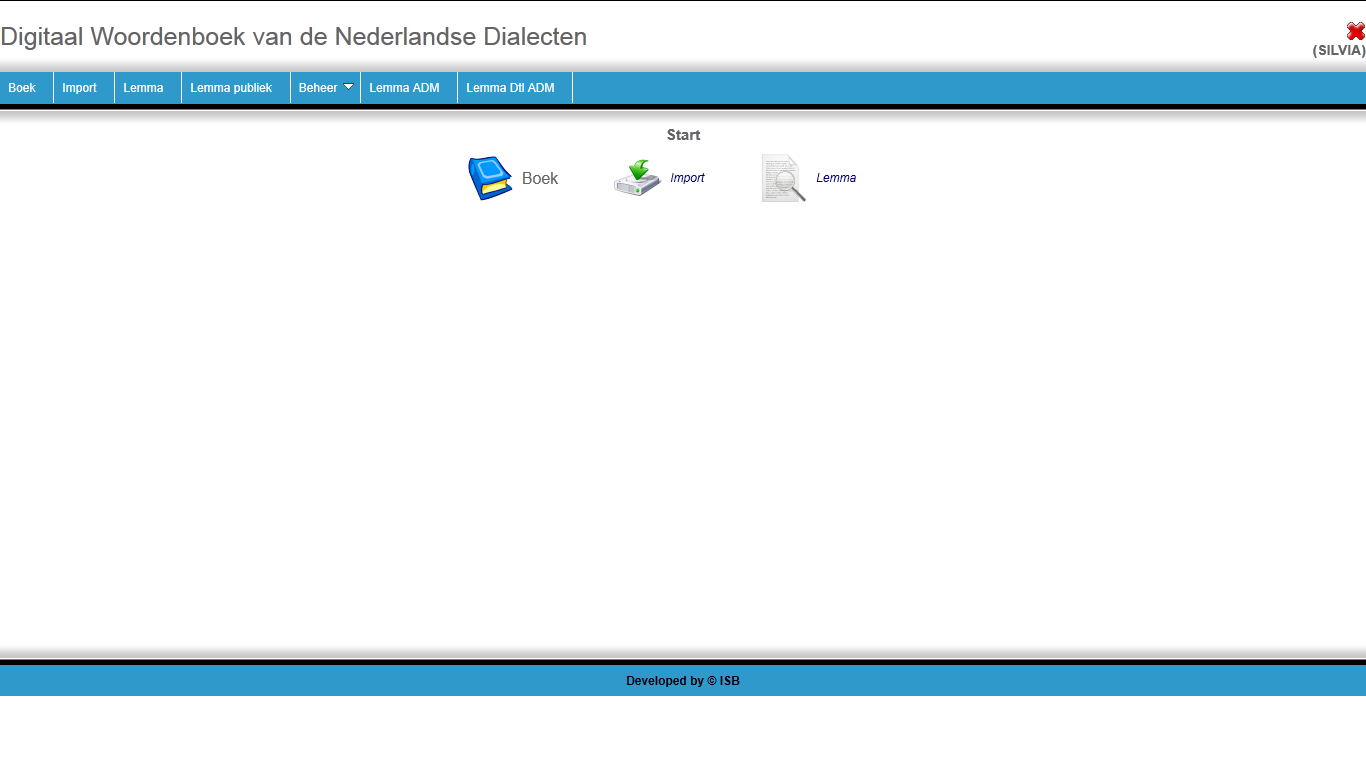 Digitaal Woordenboek van de Nederlandse Dialecten
(SILVIA)
Boek Import Lemma Lemma publiek Beheer Lemma ADM Lemma Dtl ADM
Start
Boek Import Lemma
Developed by © ISB